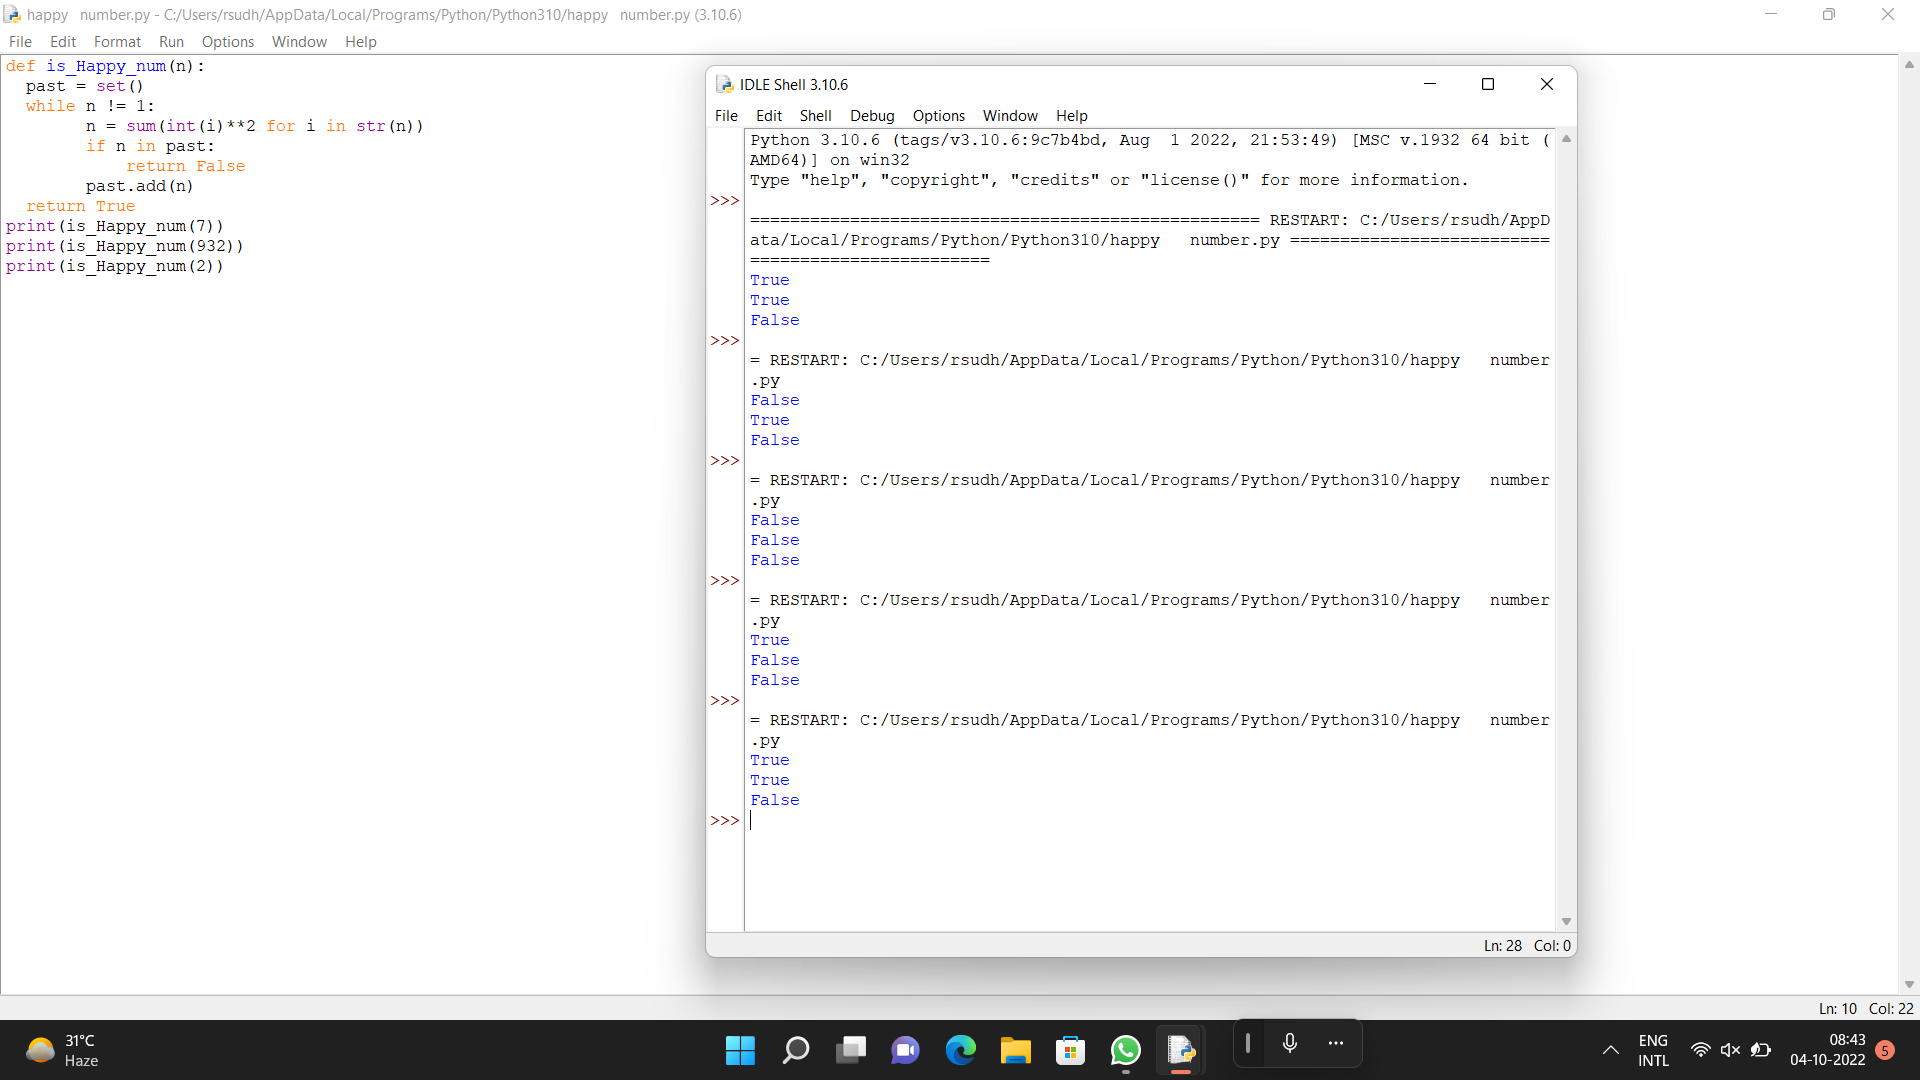 happy   number.py - C:/Users/rsudh/AppData/Local/Programs/Python/Python310/happy   number.py (3.10.6)
File Edit Format Run Options Window Help
def is_Happy_num(n):
  past = set()
  while n != 1:
        n = sum(int(i)**2 for i in str(n))
        if n in past:
            return False
        past.add(n)
  return True
print(is_Happy_num(7))
print(is_Happy_num(932))
print(is_Happy_num(2))
IDLE Shell 3.10.6
File Edit Shell Debug Options Window Help
Python 3.10.6 (tags/v3.10.6:9c7b4bd, Aug  1 2022, 21:53:49) [MSC v.1932 64 bit (
AMD64)] on win32
Type "help", "copyright", "credits" or "license()" for more information.
>>>
=================================================== RESTART: C:/Users/rsudh/AppD
ata/Local/Programs/Python/Python310/happy   number.py ==========================
========================
True
True
False
>>>
= RESTART: C:/Users/rsudh/AppData/Local/Programs/Python/Python310/happy   number
.py
False
True
False
>>>
= RESTART: C:/Users/rsudh/AppData/Local/Programs/Python/Python310/happy   number
.py
False
False
False
>>>
= RESTART: C:/Users/rsudh/AppData/Local/Programs/Python/Python310/happy   number
.py
True
False
False
>>>
= RESTART: C:/Users/rsudh/AppData/Local/Programs/Python/Python310/happy   number
.py
True
True
False
>>>
Ln: 28 Col: 0
Ln: 10 Col: 22
31°C
Haze
ENG
INTL
08:43
04-10-2022
5